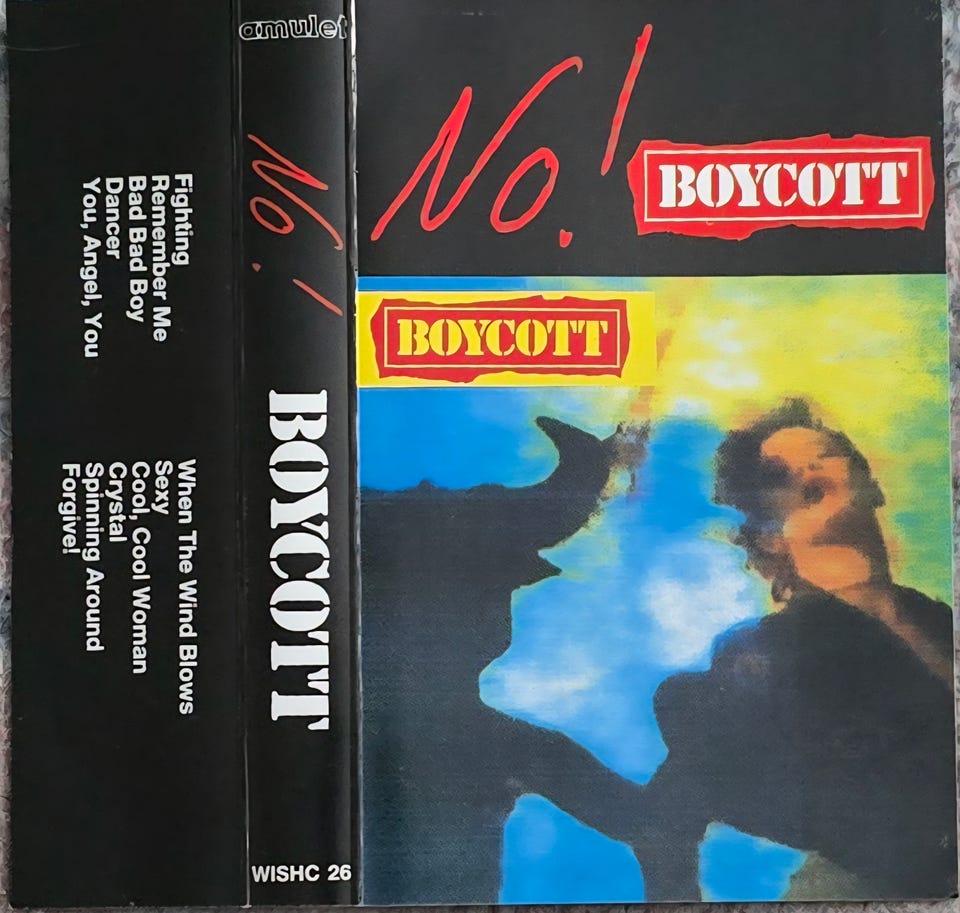 amulet
No!
BOYCOTT
WISHC 26
No!
BOYCOTT
BOYCOTT
Fighting
Remember Me
Bad Bad Boy
Dancer
You, Angel, You
When The Wind Blows
Sexy
Cool, Cool Woman
Crystal
Spinning Around
Forgive!